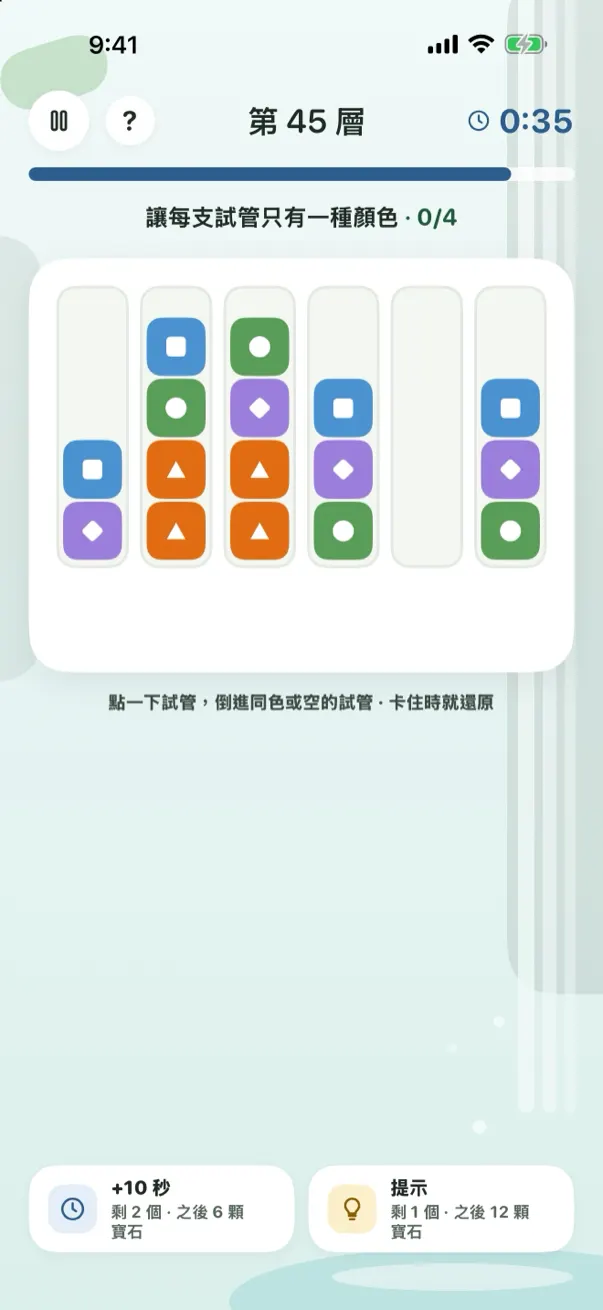 9:41
?
第 45 層
0:35
讓每支試管只有一種顏色 · 0/4
點一下試管，倒進同色或空的試管 · 卡住時就還原
+10 秒
剩 2 個 · 之後 6 顆
寶石
提示
剩 1 個 · 之後 12 顆
寶石